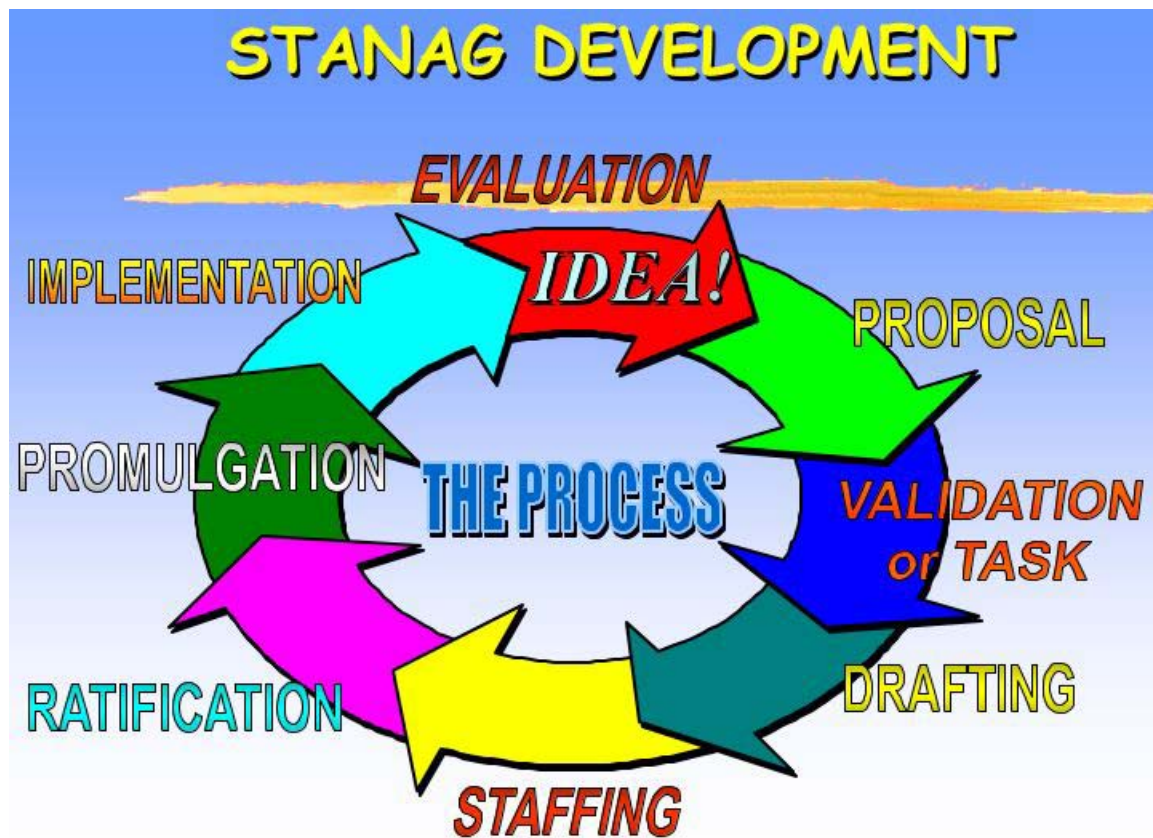 STANAG DEVELOPMENT
EVALUATION
IDEA!
IMPLEMENTATION
PROPOSAL
PROMULGATION
THE PROCESS
VALIDATION
or TASK
RATIFICATION
DRAFTING
STAFFING